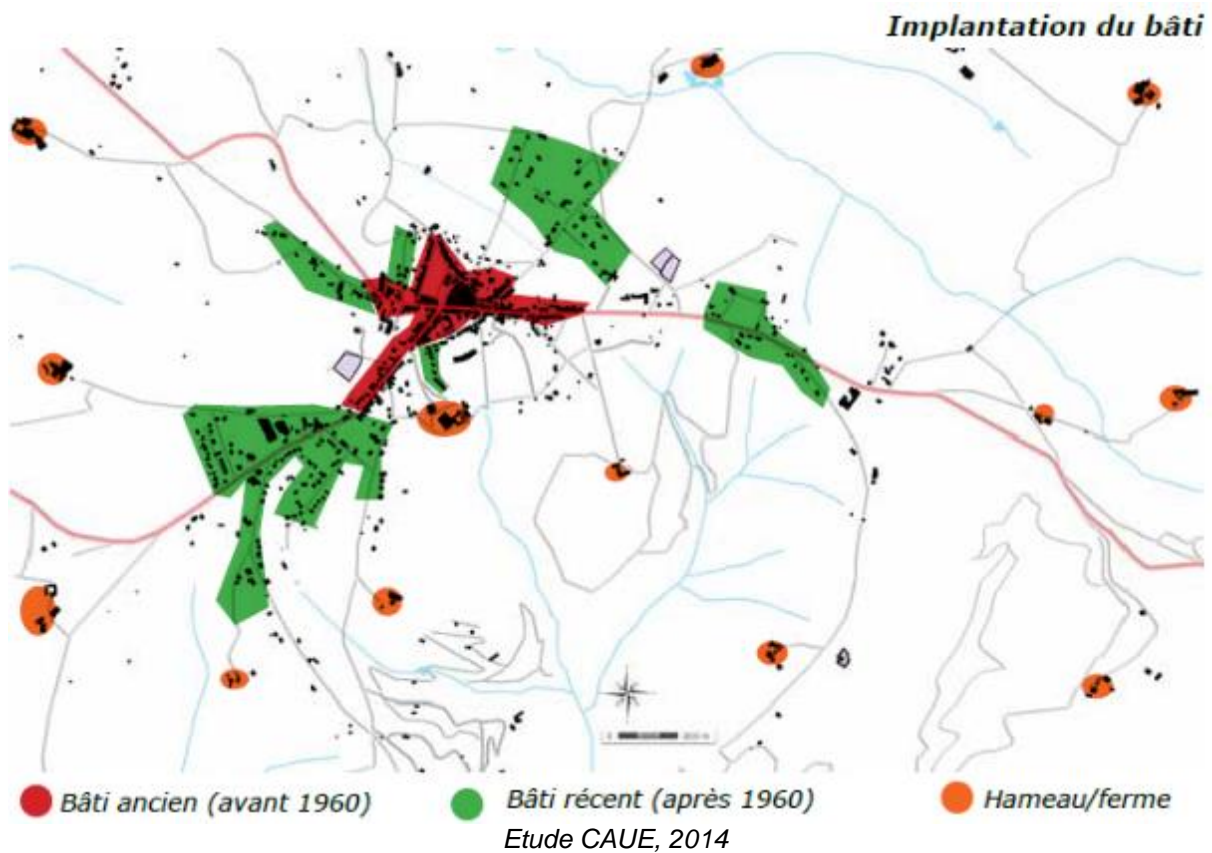 Implantation du bâti
Bâti ancien (avant 1960)
Bâti récent (après 1960)
Hameau/ferme
Etude CAUE, 2014